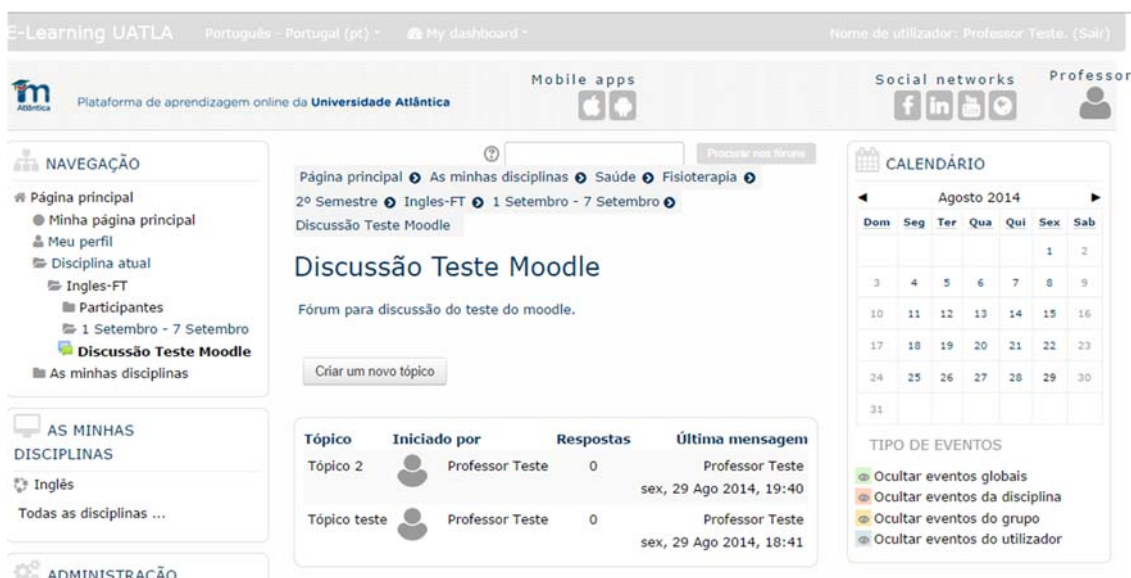 E-Learning UATLA Português - Portugal (pt) My dashboard Nome de utilizador: Professor Teste. (Sair)
Atlântica
Plataforma de aprendizagem online da Universidade Atlântica
Mobile apps
Social networks
Professor
NAVEGAÇÃO
Página principal
Minha página principal
Meu perfil
Disciplina atual
Ingles-FT
Participantes
1 Setembro - 7 Setembro
Discussão Teste Moodle
As minhas disciplinas
AS MINHAS
DISCIPLINAS
Inglês
Todas as disciplinas ...
ADMINISTRAÇÃO
Procurar nos fóruns
Página principal As minhas disciplinas Saúde Fisioterapia
2º Semestre Ingles-FT 1 Setembro - 7 Setembro
Discussão Teste Moodle
Discussão Teste Moodle
Fórum para discussão do teste do moodle.
Criar um novo tópico
Tópico Iniciado por Respostas Última mensagem
Tópico 2 Professor Teste 0 Professor Teste
sex, 29 Ago 2014, 19:40
Tópico teste Professor Teste 0 Professor Teste
sex, 29 Ago 2014, 18:41
CALENDÁRIO
Agosto 2014
Dom Seg Ter Qua Qui Sex Sab
1 2
3 4 5 6 7 8 9
10 11 12 13 14 15 16
17 18 19 20 21 22 23
24 25 26 27 28 29 30
31
TIPO DE EVENTOS
Ocultar eventos globais
Ocultar eventos da disciplina
Ocultar eventos do grupo
Ocultar eventos do utilizador